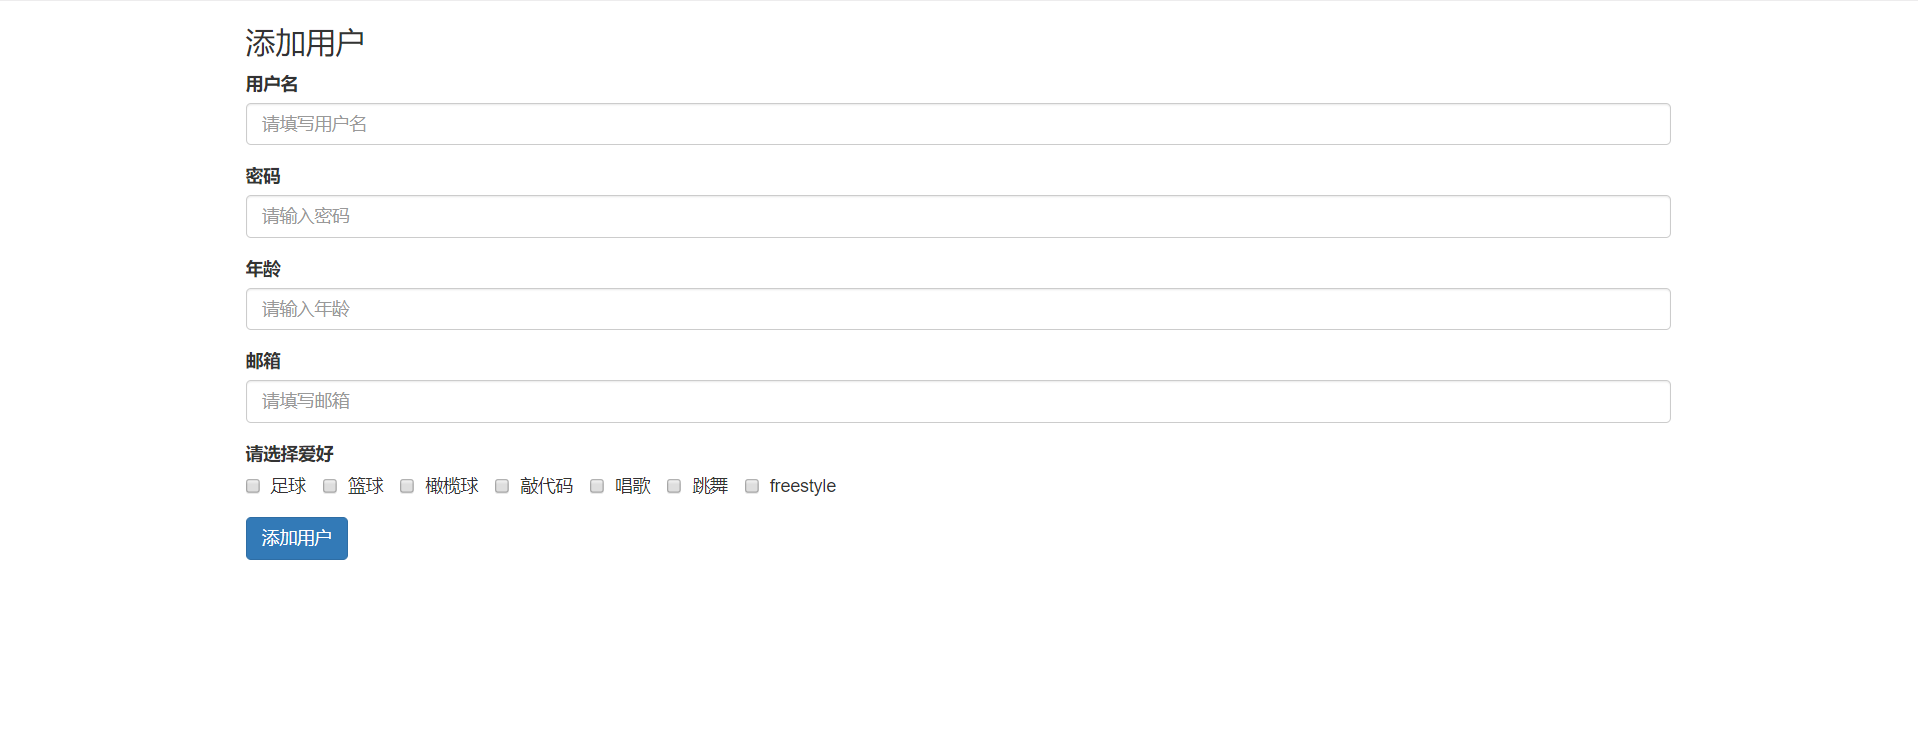 添加用户
用户名
请填写用户名
密码
请输入密码
年龄
请输入年龄
邮箱
请填写邮箱
请选择爱好
足球 篮球 橄榄球 敲代码 唱歌 跳舞 freestyle
添加用户